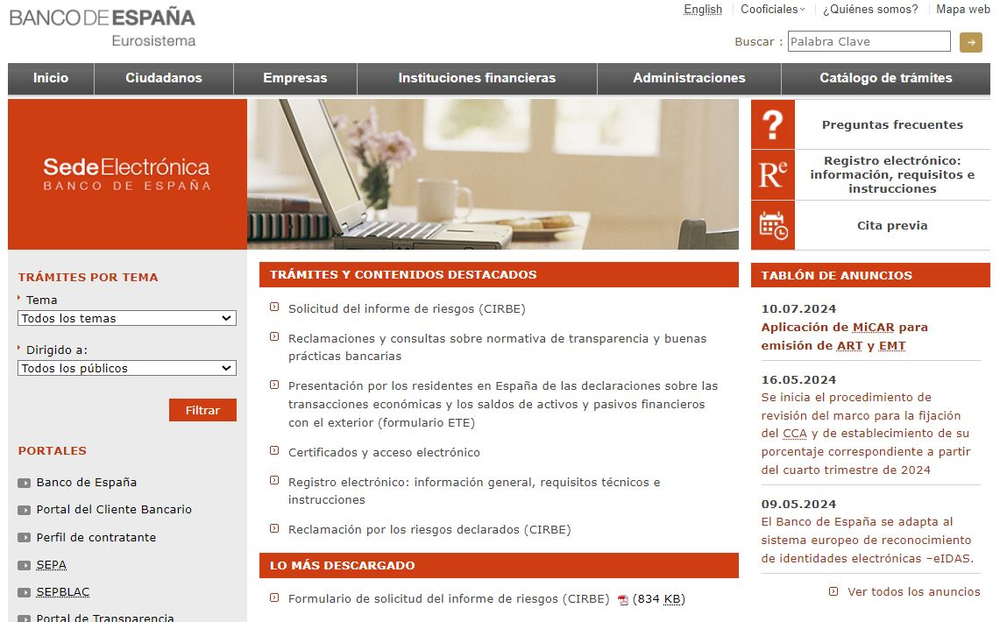 BANCO DE ESPAÑA
Eurosistema
English
Cooficiales
¿Quiénes somos?
Mapa web
Buscar :
Palabra Clave
Inicio
Ciudadanos
Empresas
Instituciones financieras
Administraciones
Catálogo de trámites
SedeElectrónica
BANCO DE ESPAÑA
Preguntas frecuentes
Re
Registro electrónico:
información, requisitos e
instrucciones
Cita previa
TRÁMITES POR TEMA
Tema
Todos los temas
Dirigido a:
Todos los públicos
Filtrar
PORTALES
Banco de España
Portal del Cliente Bancario
Perfil de contratante
SEPA
SEPBLAC
Portal de Transparencia
TRÁMITES Y CONTENIDOS DESTACADOS
Solicitud del informe de riesgos (CIRBE)
Reclamaciones y consultas sobre normativa de transparencia y buenas
prácticas bancarias
Presentación por los residentes en España de las declaraciones sobre las
transacciones económicas y los saldos de activos y pasivos financieros
con el exterior (formulario ETE)
Certificados y acceso electrónico
Registro electrónico: información general, requisitos técnicos e
instrucciones
Reclamación por los riesgos declarados (CIRBE)
LO MÁS DESCARGADO
Formulario de solicitud del informe de riesgos (CIRBE) (834 KB)
TABLÓN DE ANUNCIOS
10.07.2024
Aplicación de MiCAR para
emisión de ART y EMT
16.05.2024
Se inicia el procedimiento de
revisión del marco para la fijación
del CCA y de establecimiento de su
porcentaje correspondiente a partir
del cuarto trimestre de 2024
09.05.2024
El Banco de España se adapta al
sistema europeo de reconocimiento
de identidades electrónicas –eIDAS.
Ver todos los anuncios